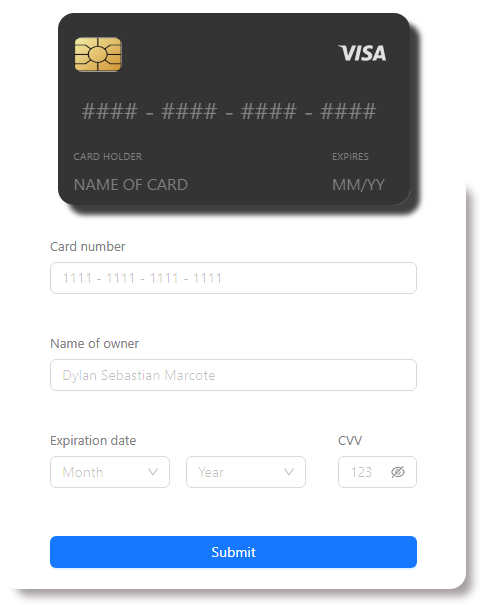 VISA
#### - #### - #### - ####
CARD HOLDER EXPIRES
NAME OF CARD MM/YY
Card number
1111 - 1111 - 1111 - 1111
Name of owner
Dylan Sebastian Marcote
Expiration date CVV
Month Year 123
Submit